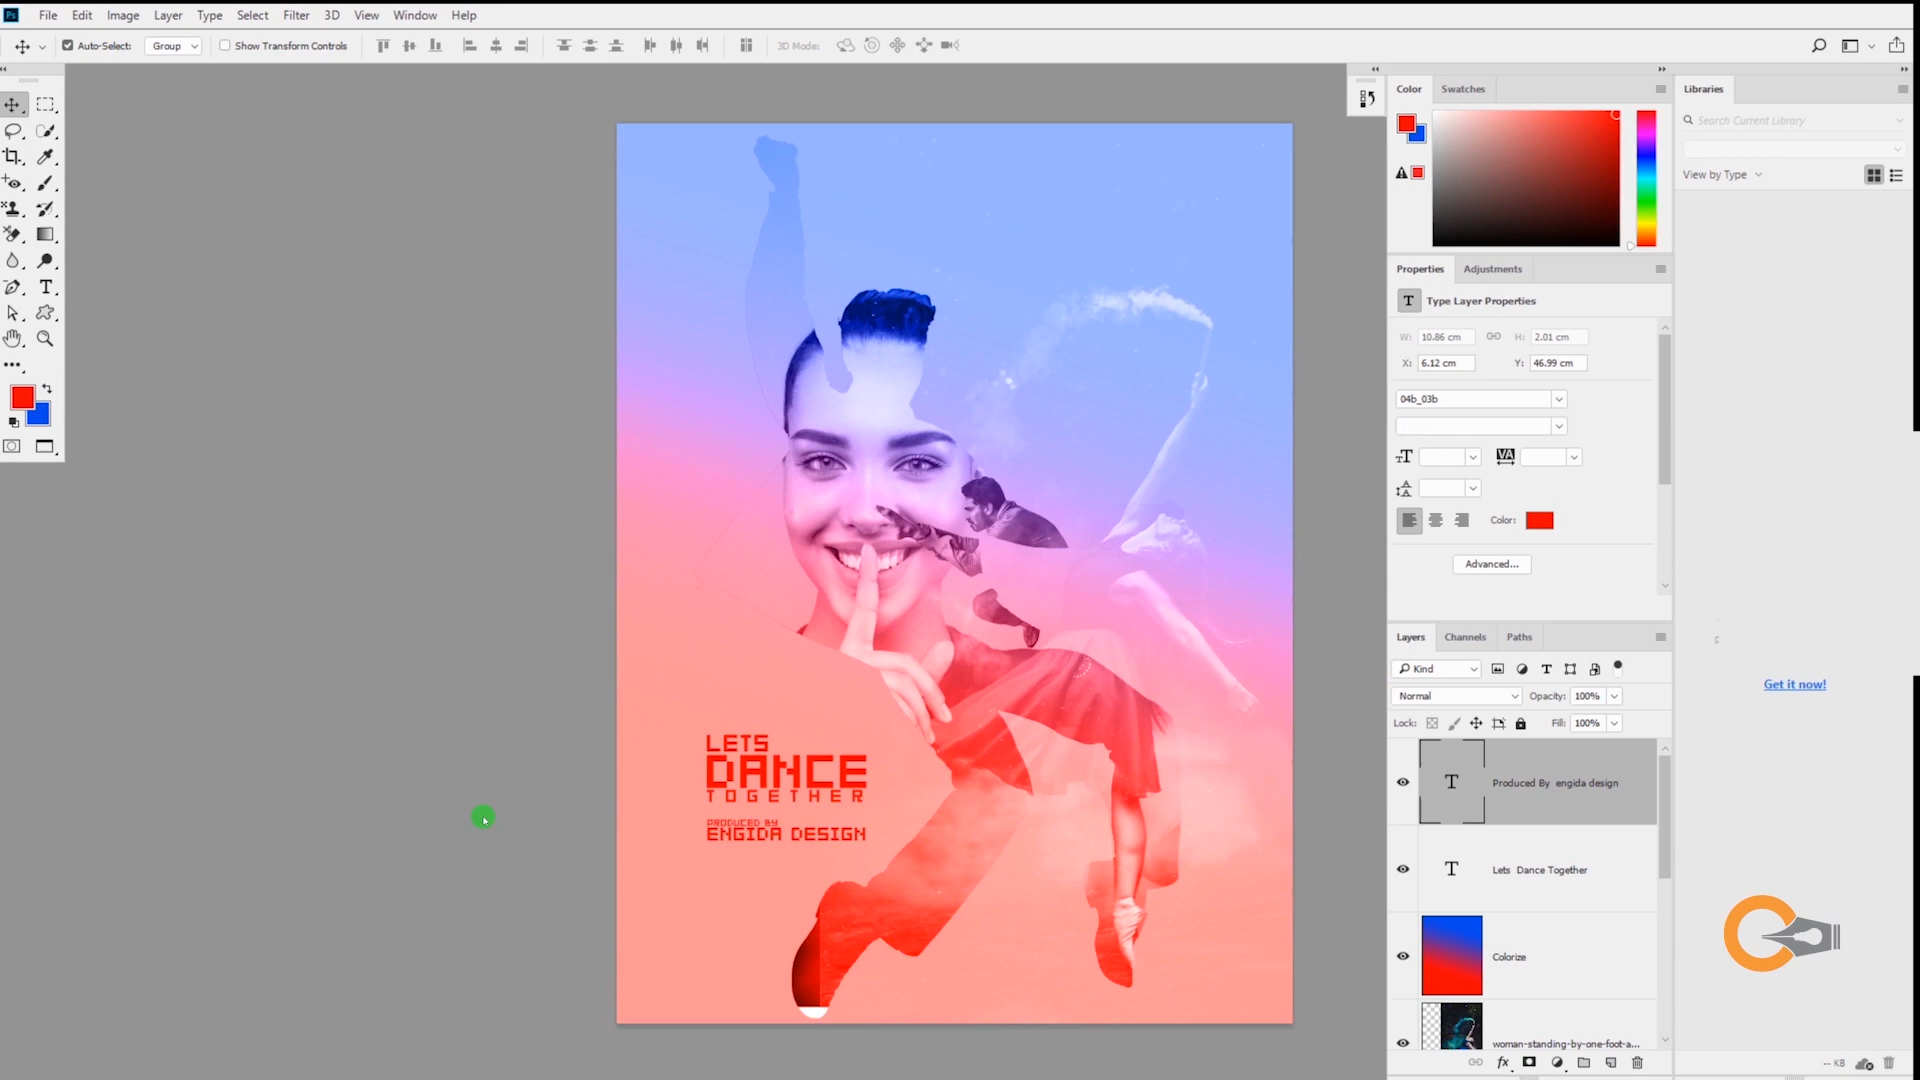 Ps File Edit Image Layer Type Select Filter 3D View Window Help
Auto-Select: Group Show Transform Controls 3D Mode:
Color Swatches
Libraries
Search Current Library
View by Type
Properties Adjustments
T Type Layer Properties
W: 10.86 cm H: 2.01 cm
X: 6.12 cm Y: 46.99 cm
04b_03b
Color:
Advanced...
Layers Channels Paths
Kind
Normal Opacity: 100%
Lock: Fill: 100%
T Produced By engida design
T Lets Dance Together
Colorize
woman-standing-by-one-foot-a...
fx
Get it now!
-- KB
LETS
DANCE
TOGETHER
PRODUCED BY
ENGIDA DESIGN